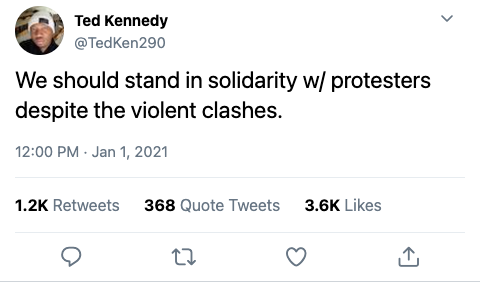 Ted Kennedy
@TedKen290
We should stand in solidarity w/ protesters
despite the violent clashes.
12:00 PM · Jan 1, 2021
1.2K Retweets 368 Quote Tweets 3.6K Likes